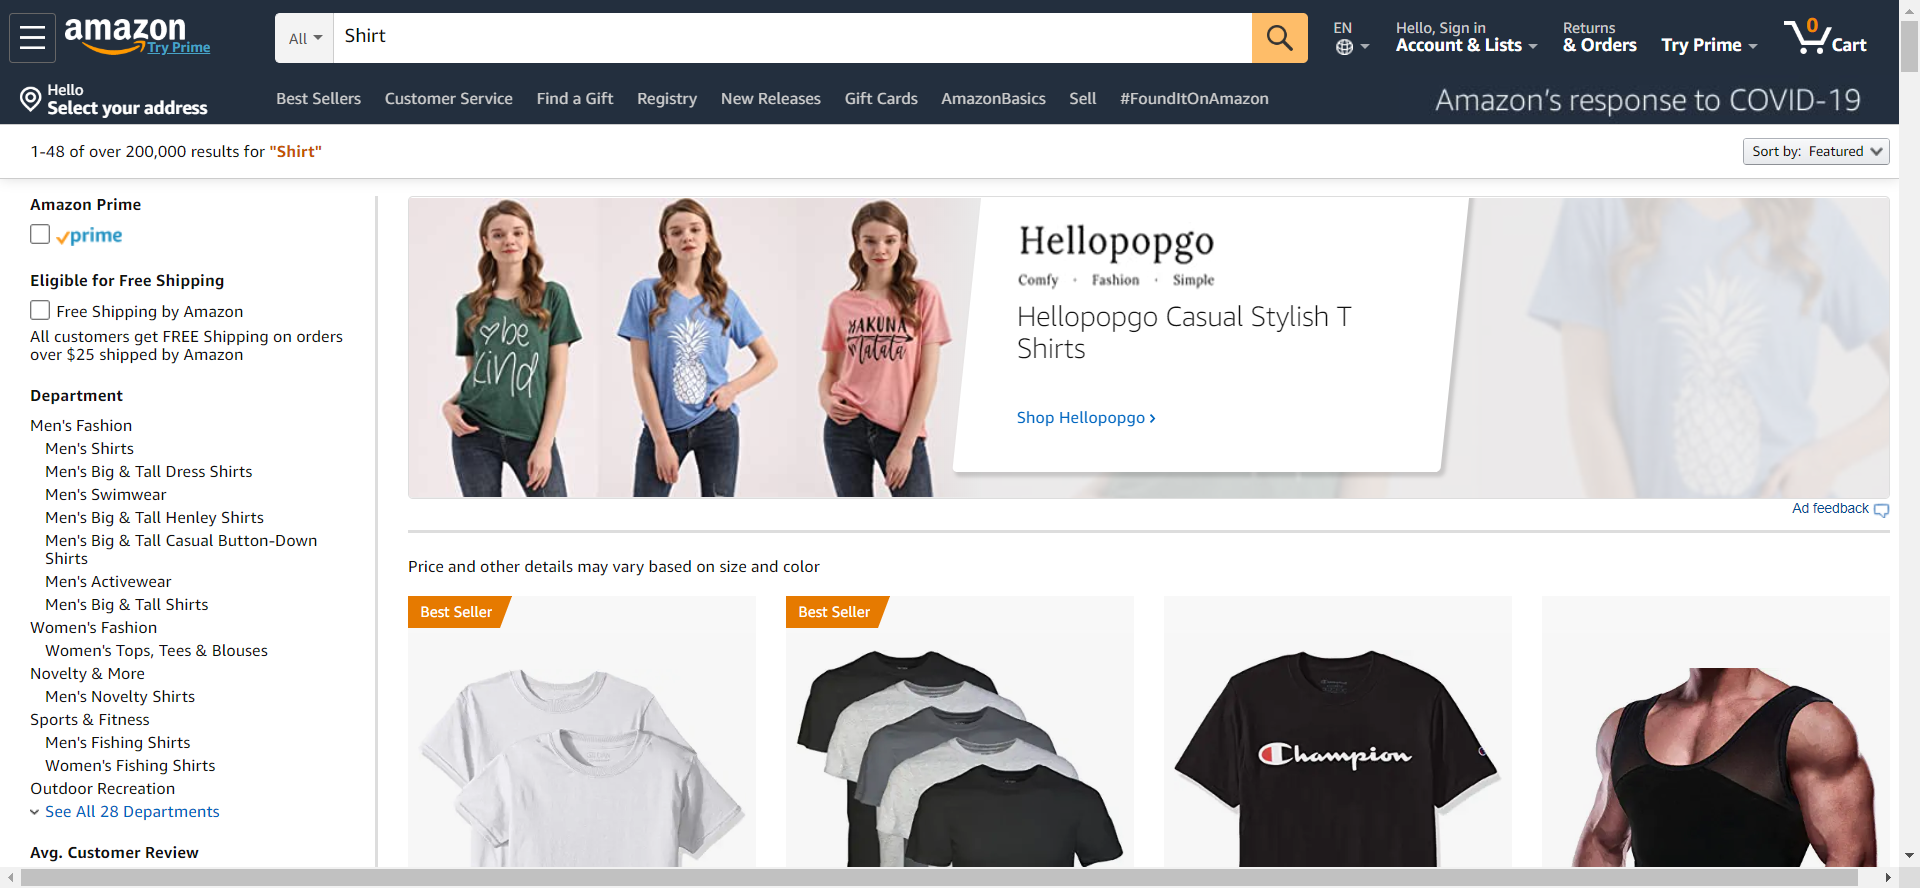 amazon
Try Prime
All
Shirt
EN
Hello, Sign in
Account & Lists
Returns
& Orders
Try Prime
0
Cart
Hello
Select your address
Best Sellers
Customer Service
Find a Gift
Registry
New Releases
Gift Cards
AmazonBasics
Sell
#FoundItOnAmazon
Amazon's response to COVID-19
1-48 of over 200,000 results for "Shirt"
Sort by: Featured
Amazon Prime
prime
Eligible for Free Shipping
Free Shipping by Amazon
All customers get FREE Shipping on orders
over $25 shipped by Amazon
Department
Men's Fashion
Men's Shirts
Men's Big & Tall Dress Shirts
Men's Swimwear
Men's Big & Tall Henley Shirts
Men's Big & Tall Casual Button-Down
Shirts
Men's Activewear
Men's Big & Tall Shirts
Women's Fashion
Women's Tops, Tees & Blouses
Novelty & More
Men's Novelty Shirts
Sports & Fitness
Men's Fishing Shirts
Women's Fishing Shirts
Outdoor Recreation
See All 28 Departments
Avg. Customer Review
be
kind
HAKUNA
Matata
Hellopopgo
Comfy · Fashion · Simple
Hellopopgo Casual Stylish T
Shirts
Shop Hellopopgo ›
Ad feedback
Price and other details may vary based on size and color
Best Seller
Best Seller
Champion